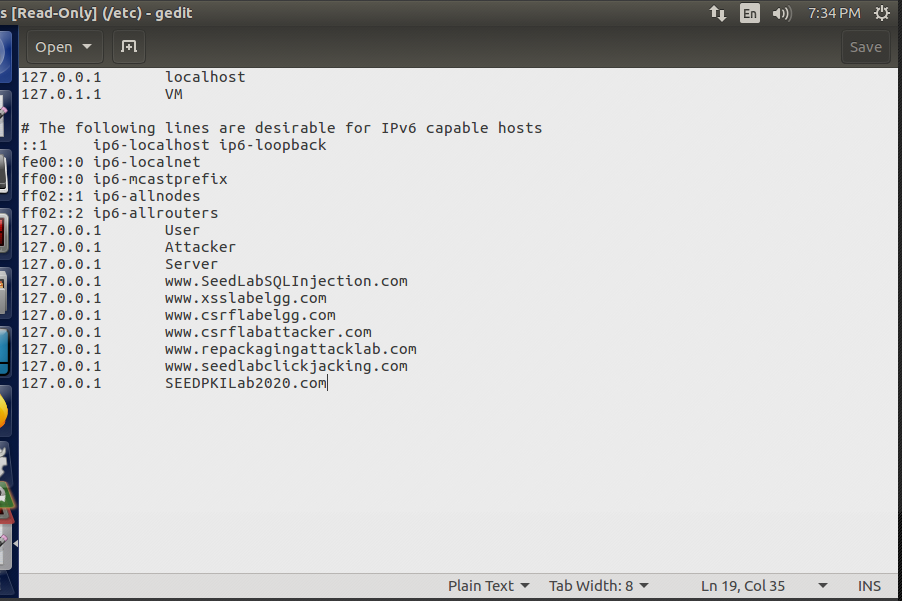 s [Read-Only] (/etc) - gedit
En
7:34 PM
Open
Save
127.0.0.1 localhost
127.0.1.1 VM
# The following lines are desirable for IPv6 capable hosts
::1 ip6-localhost ip6-loopback
fe00::0 ip6-localnet
ff00::0 ip6-mcastprefix
ff02::1 ip6-allnodes
ff02::2 ip6-allrouters
127.0.0.1 User
127.0.0.1 Attacker
127.0.0.1 Server
127.0.0.1 www.SeedLabSQLInjection.com
127.0.0.1 www.xsslabelgg.com
127.0.0.1 www.csrflabelgg.com
127.0.0.1 www.csrflabattacker.com
127.0.0.1 www.repackagingattacklab.com
127.0.0.1 www.seedlabclickjacking.com
127.0.0.1 SEEDPKILab2020.com
Plain Text Tab Width: 8 Ln 19, Col 35 INS